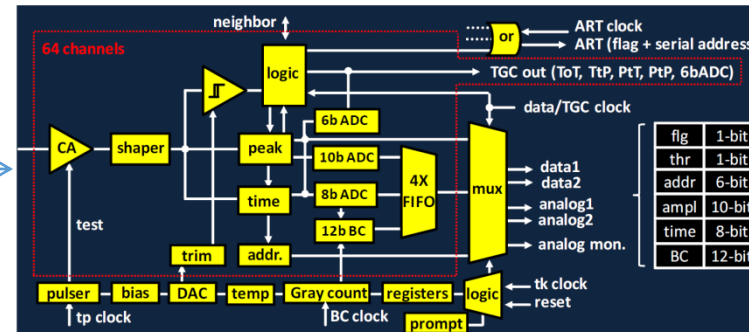 neighbor
ART clock
or
ART (flag + serial address
64 channels
logic
TGC out (ToT, TtP, PtT, PtP, 6bADC)
6b ADC
data/TGC clock
CA
shaper
peak
10b ADC
4X
FIFO
mux
time
8b ADC
12b BC
trim
addr.
test
data1
data2
analog1
analog2
analog mon.
flg 1-bit
thr 1-bit
addr 6-bit
ampl 10-bit
time 8-bit
BC 12-bit
pulser
bias
DAC
temp
Gray count
registers
logic
tk clock
reset
tp clock
BC clock
prompt